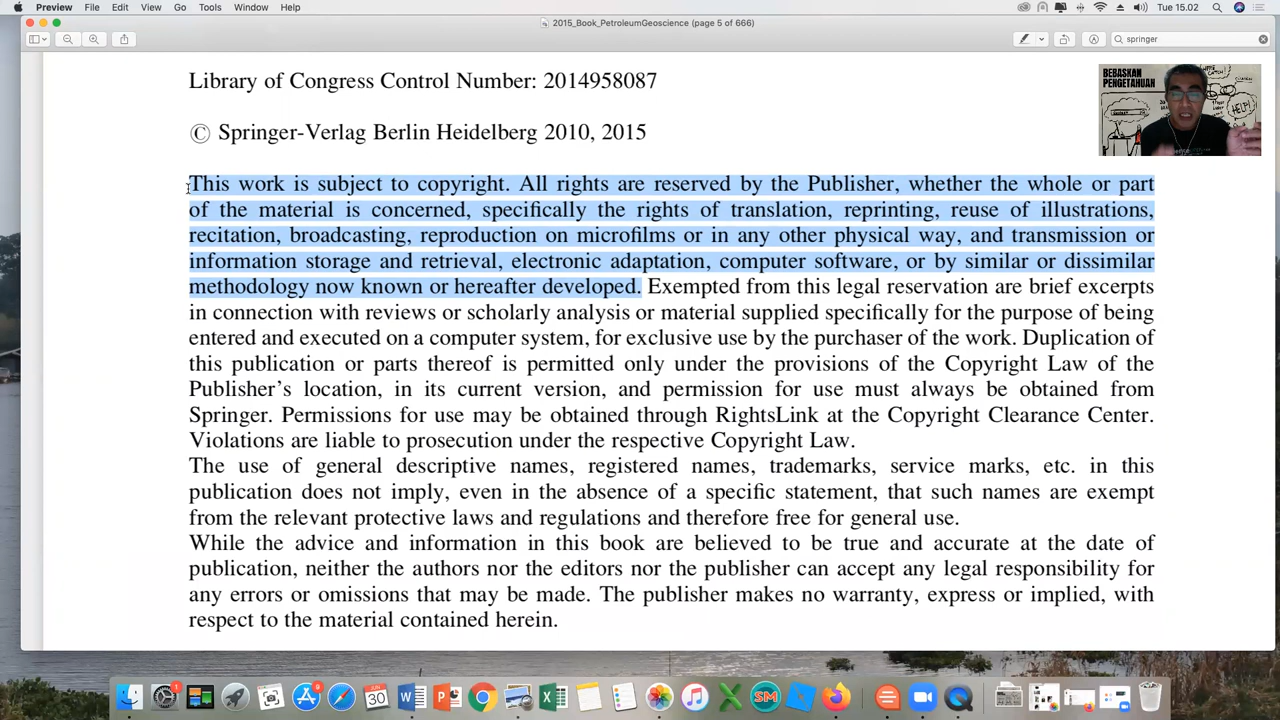 Preview File Edit View Go Tools Window Help Tue 15.02
2015_Book_PetroleumGeoscience (page 5 of 666)
springer
BEBASKAN
PENGETAHUAN
HELP!
Library of Congress Control Number: 2014958087
© Springer-Verlag Berlin Heidelberg 2010, 2015
This work is subject to copyright. All rights are reserved by the Publisher, whether the whole or part
of the material is concerned, specifically the rights of translation, reprinting, reuse of illustrations,
recitation, broadcasting, reproduction on microfilms or in any other physical way, and transmission or
information storage and retrieval, electronic adaptation, computer software, or by similar or dissimilar
methodology now known or hereafter developed. Exempted from this legal reservation are brief excerpts
in connection with reviews or scholarly analysis or material supplied specifically for the purpose of being
entered and executed on a computer system, for exclusive use by the purchaser of the work. Duplication of
this publication or parts thereof is permitted only under the provisions of the Copyright Law of the
Publisher’s location, in its current version, and permission for use must always be obtained from
Springer. Permissions for use may be obtained through RightsLink at the Copyright Clearance Center.
Violations are liable to prosecution under the respective Copyright Law.
The use of general descriptive names, registered names, trademarks, service marks, etc. in this
publication does not imply, even in the absence of a specific statement, that such names are exempt
from the relevant protective laws and regulations and therefore free for general use.
While the advice and information in this book are believed to be true and accurate at the date of
publication, neither the authors nor the editors nor the publisher can accept any legal responsibility for
any errors or omissions that may be made. The publisher makes no warranty, express or implied, with
respect to the material contained herein.
JUN
30
SM